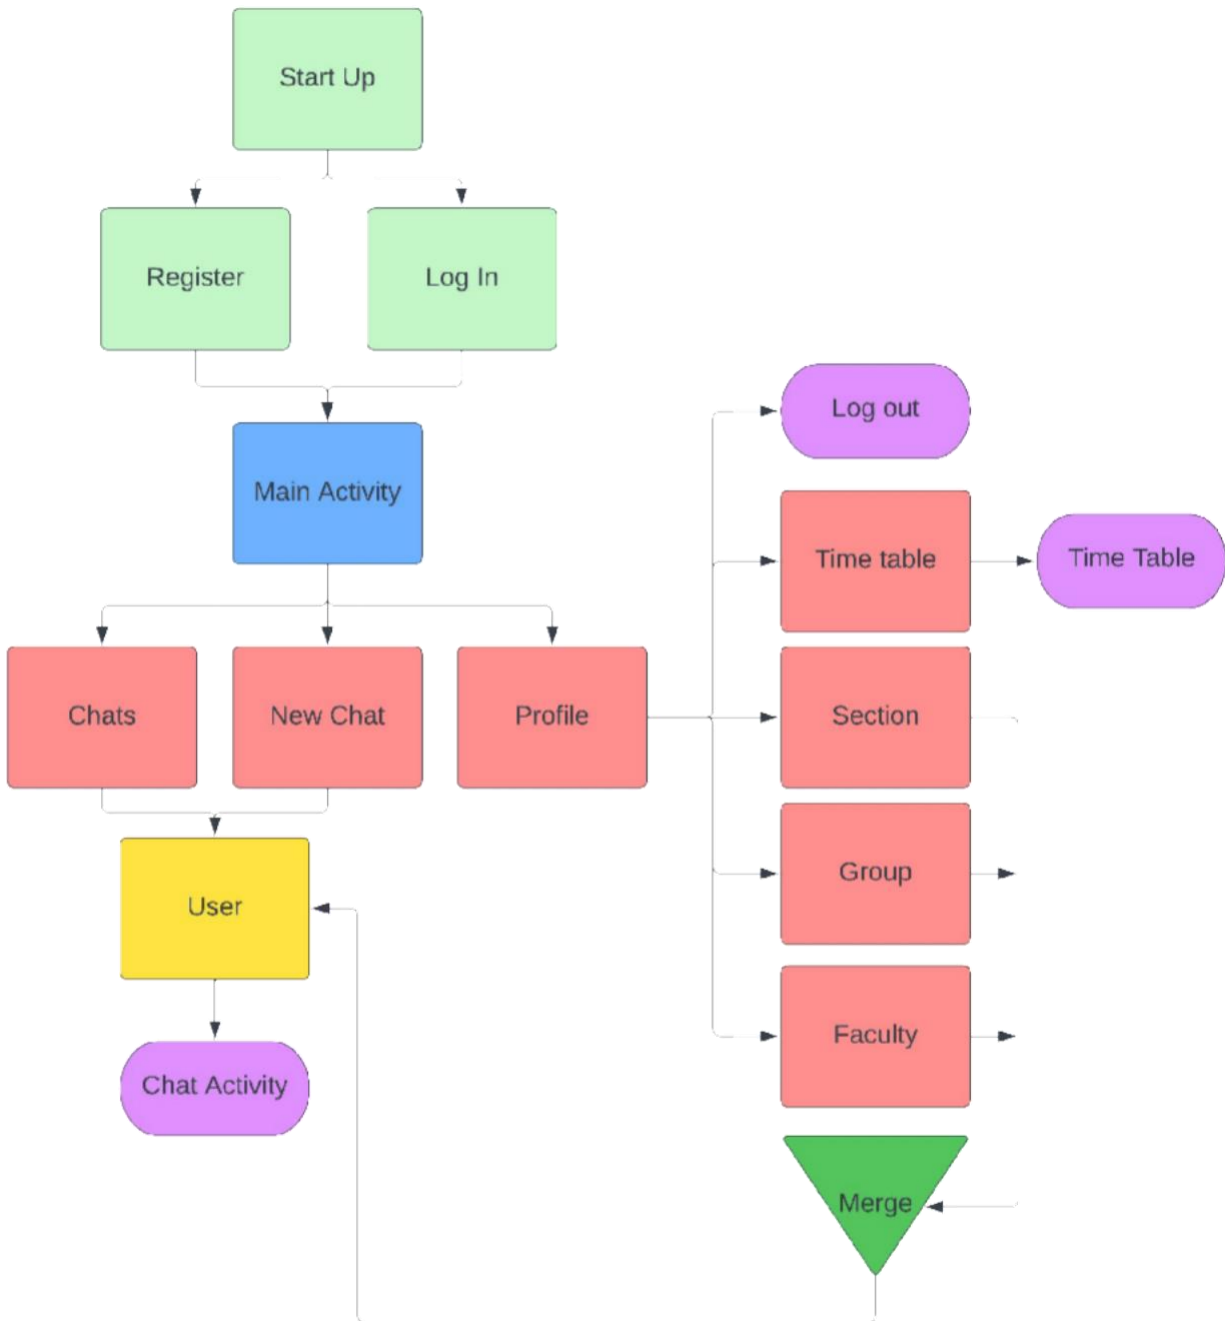 Start Up
Register
Log In
Log out
Main Activity
Time table
Time Table
Chats
New Chat
Profile
Section
Group
User
Faculty
Chat Activity
Merge